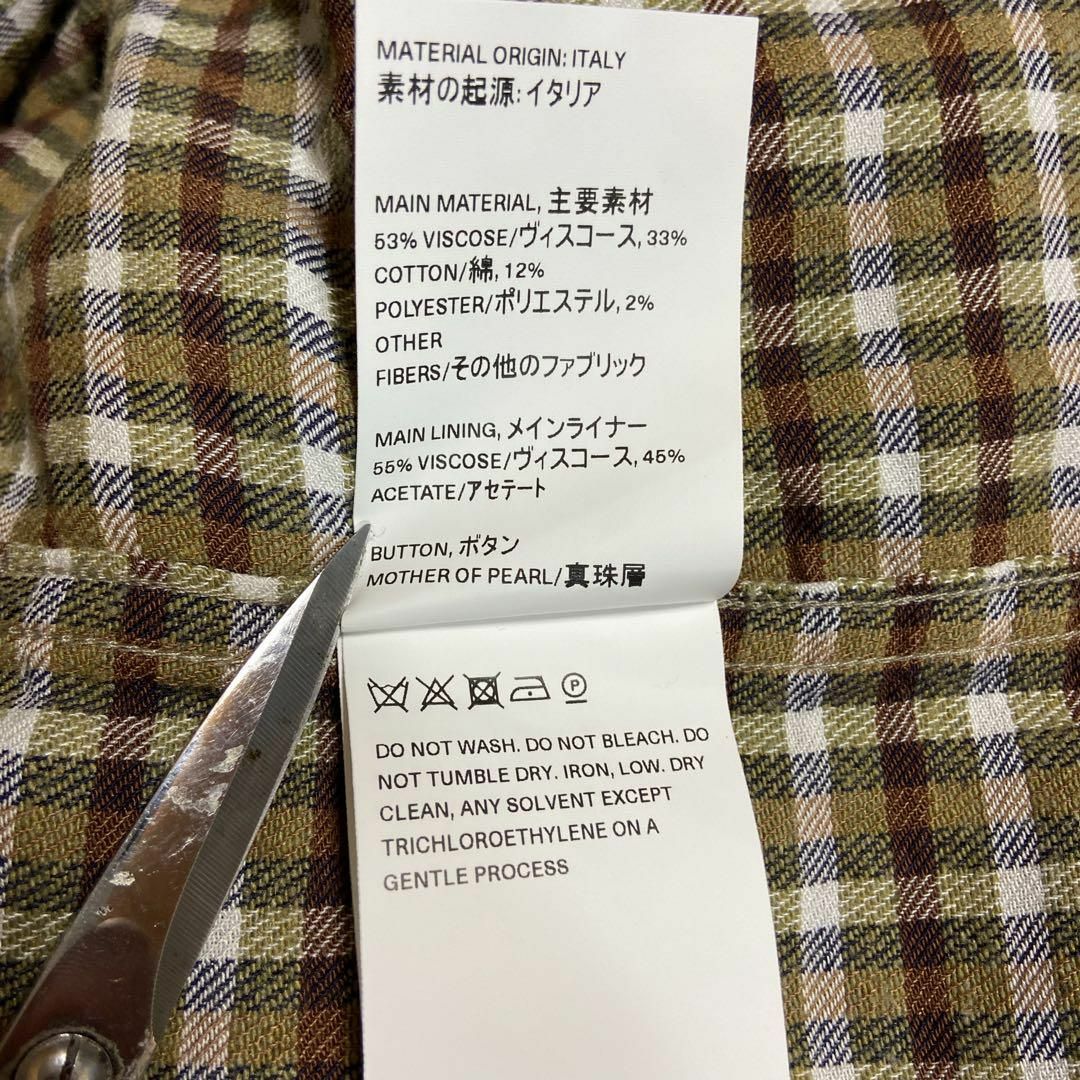 MATERIAL ORIGIN: ITALY
素材の起源: イタリア
MAIN MATERIAL, 主要素材
53% VISCOSE/ヴィスコース, 33%
COTTON/綿, 12%
POLYESTER/ポリエステル, 2%
OTHER
FIBERS/その他のファブリック
MAIN LINING, メインライナー
55% VISCOSE/ヴィスコース, 45%
ACETATE/アセテート
BUTTON, ボタン
MOTHER OF PEARL/真珠層
P
DO NOT WASH. DO NOT BLEACH. DO
NOT TUMBLE DRY. IRON, LOW. DRY
CLEAN, ANY SOLVENT EXCEPT
TRICHLOROETHYLENE ON A
GENTLE PROCESS